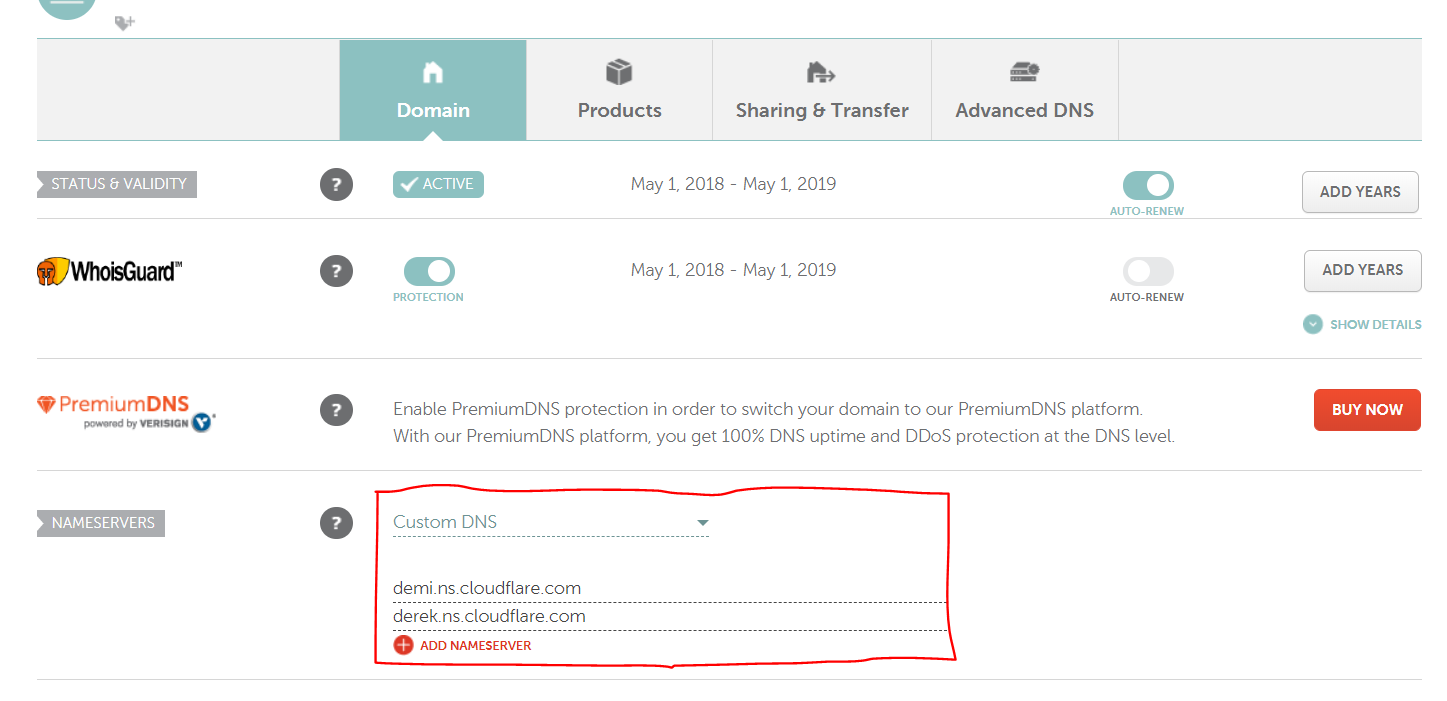 Domain
Products
Sharing & Transfer
Advanced DNS
STATUS & VALIDITY
?
ACTIVE
May 1, 2018 - May 1, 2019
AUTO-RENEW
ADD YEARS
WhoisGuard™
?
PROTECTION
May 1, 2018 - May 1, 2019
AUTO-RENEW
ADD YEARS
SHOW DETAILS
PremiumDNS
powered by VERISIGN
?
Enable PremiumDNS protection in order to switch your domain to our PremiumDNS platform.
With our PremiumDNS platform, you get 100% DNS uptime and DDoS protection at the DNS level.
BUY NOW
NAMESERVERS
?
Custom DNS
demi.ns.cloudflare.com
derek.ns.cloudflare.com
ADD NAMESERVER